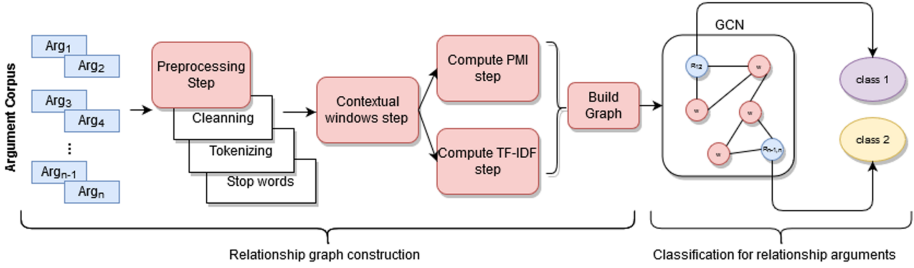 Argument Corpus
Arg1
Arg2
Arg3
Arg4
...
Argn-1
Argn
Preprocessing
Step
Cleanning
Tokenizing
Stop words
Contextual
windows step
Compute PMI
step
Compute TF-IDF
step
Build
Graph
GCN
R12
w
w
w
w
Rn-1,n
class 1
class 2
Relationship graph construction
Classification for relationship arguments